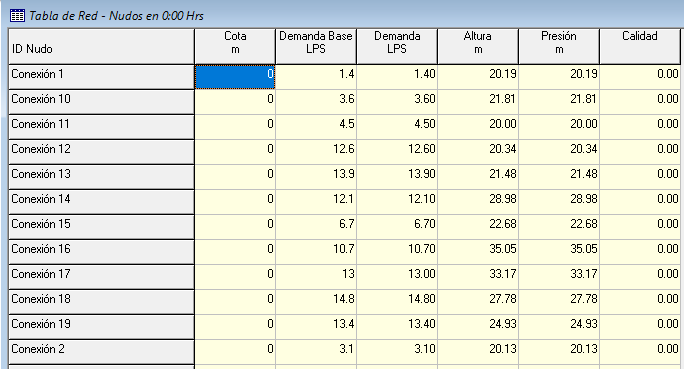 Tabla de Red - Nudos en 0:00 Hrs
ID Nudo Cota m Demanda Base LPS Demanda LPS Altura m Presión m Calidad
Conexión 1 0 1.4 1.40 20.19 20.19 0.00
Conexión 10 0 3.6 3.60 21.81 21.81 0.00
Conexión 11 0 4.5 4.50 20.00 20.00 0.00
Conexión 12 0 12.6 12.60 20.34 20.34 0.00
Conexión 13 0 13.9 13.90 21.48 21.48 0.00
Conexión 14 0 12.1 12.10 28.98 28.98 0.00
Conexión 15 0 6.7 6.70 22.68 22.68 0.00
Conexión 16 0 10.7 10.70 35.05 35.05 0.00
Conexión 17 0 13 13.00 33.17 33.17 0.00
Conexión 18 0 14.8 14.80 27.78 27.78 0.00
Conexión 19 0 13.4 13.40 24.93 24.93 0.00
Conexión 2 0 3.1 3.10 20.13 20.13 0.00